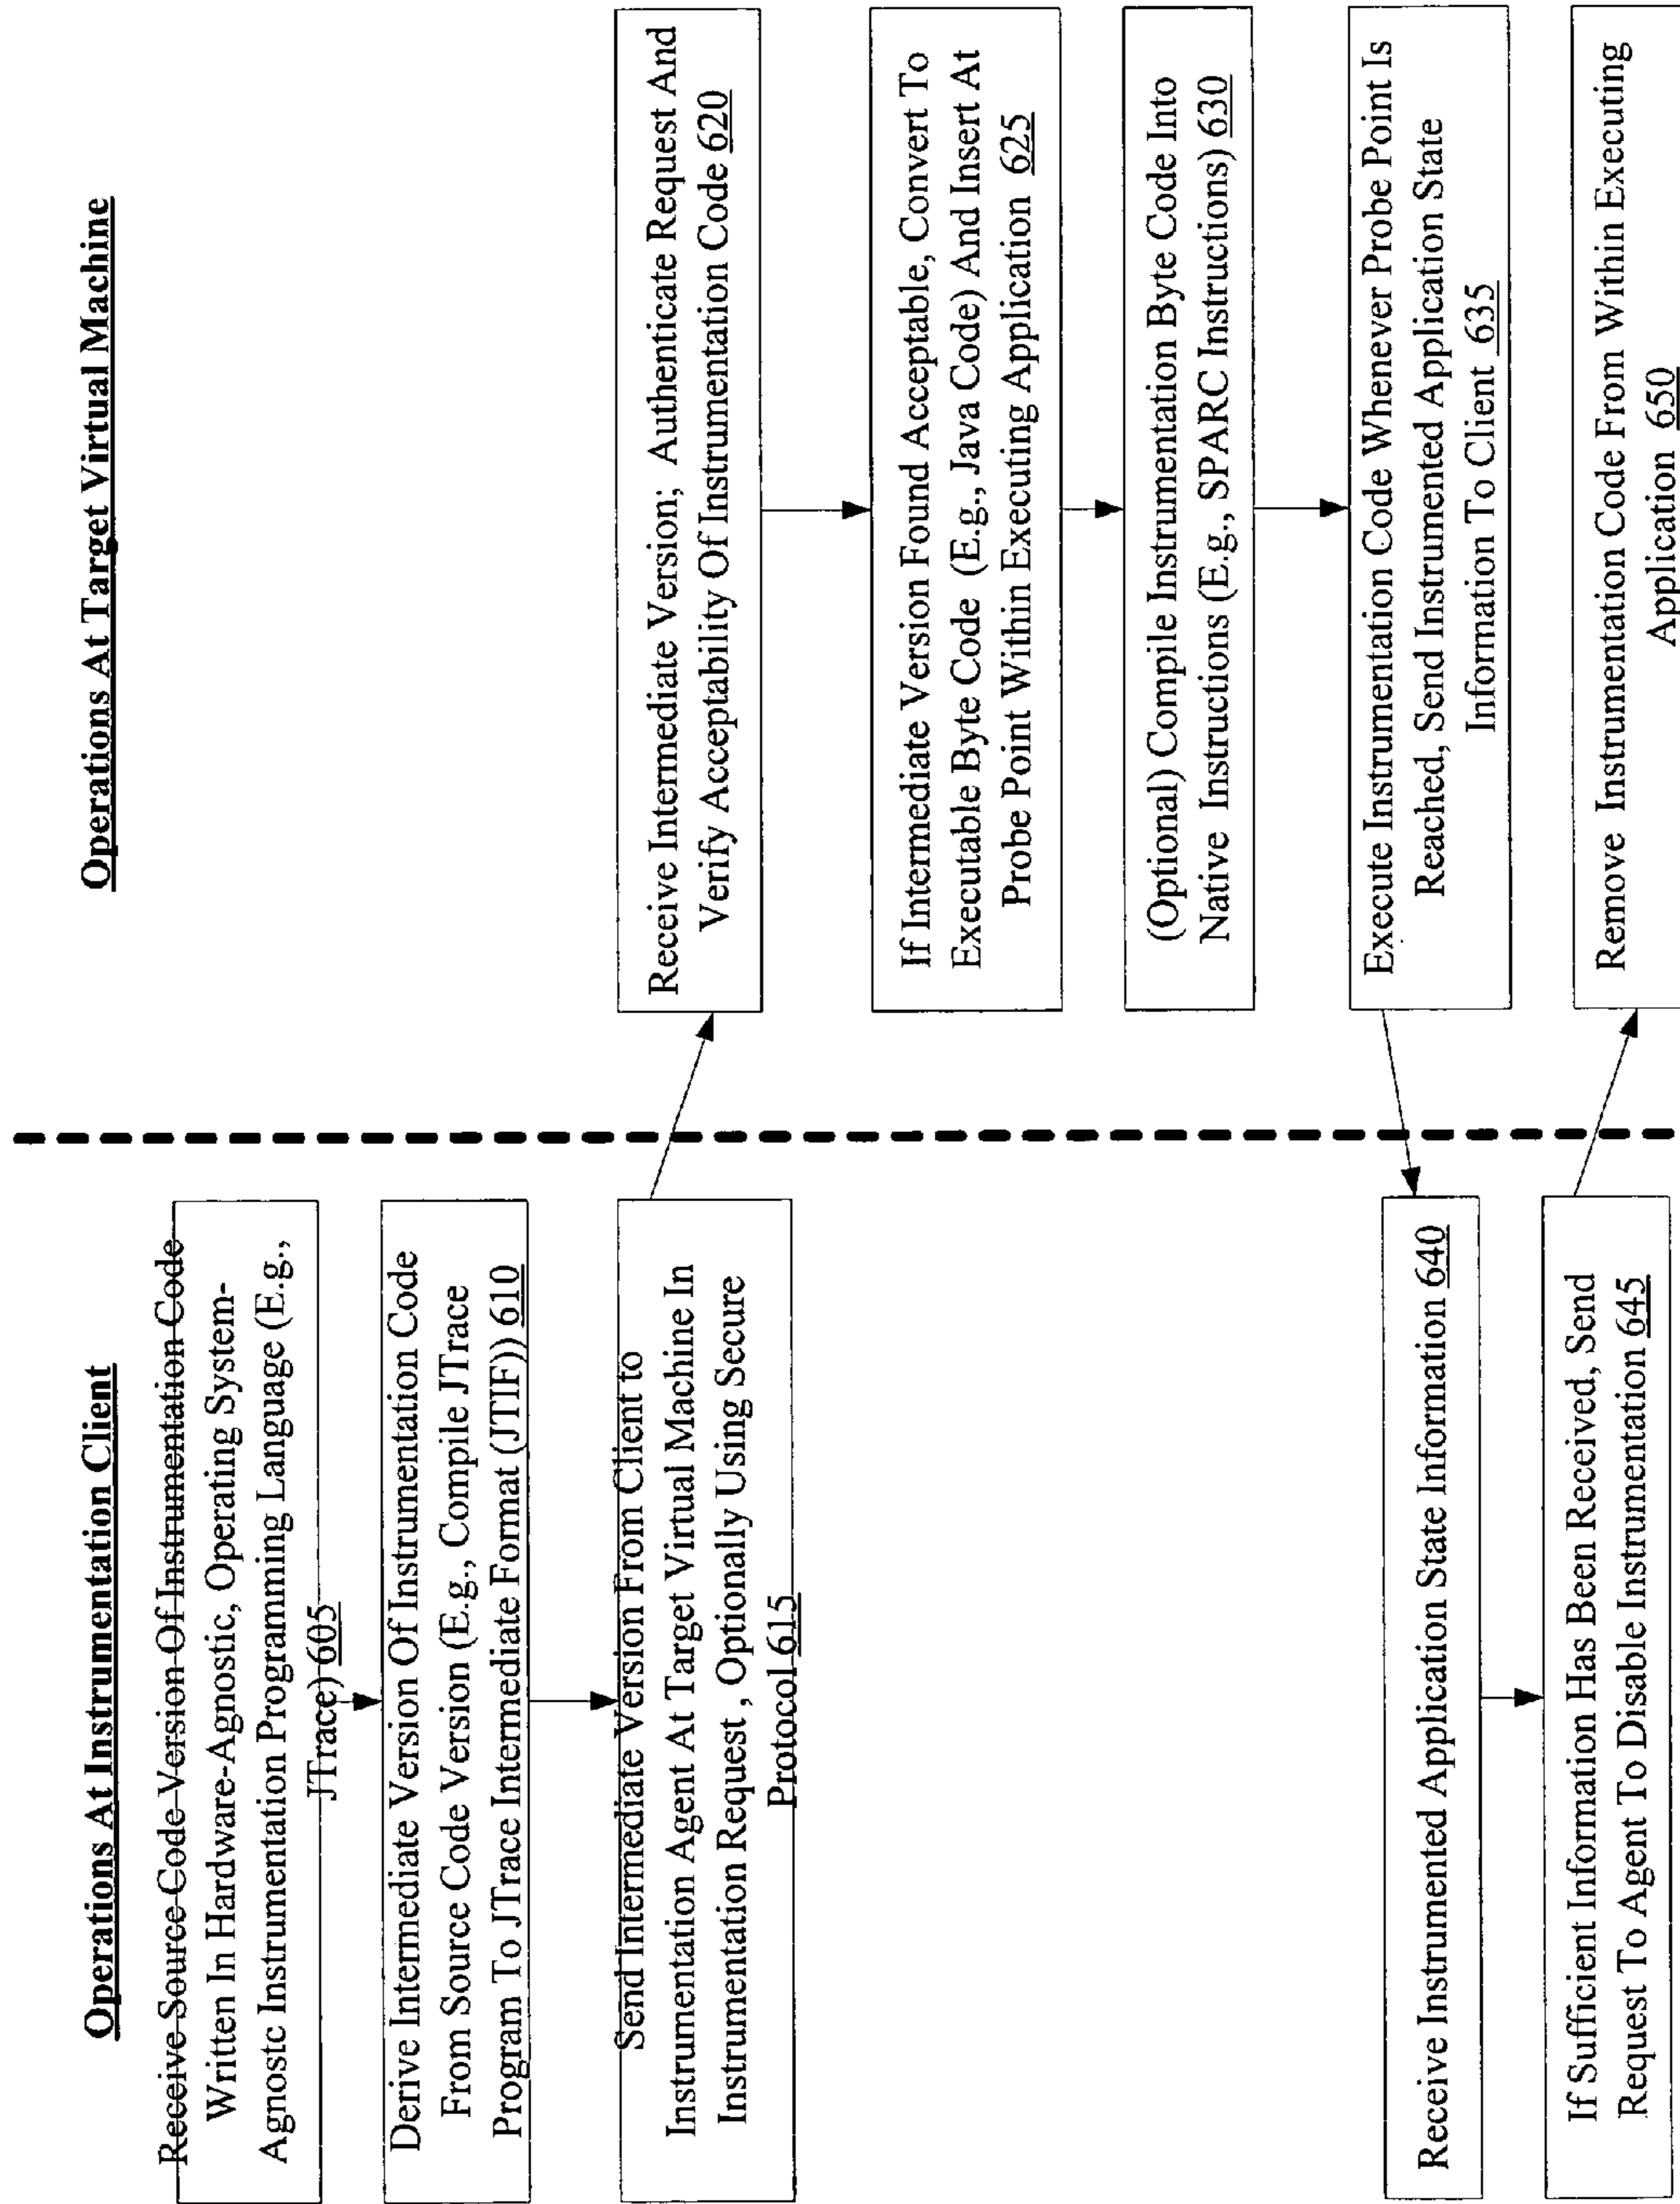 Operations At Instrumentation Client
Receive Source Code Version Of Instrumentation Code
Written In Hardware-Agnostic, Operating System-
Agnostc Instrumentation Programming Language (E.g.,
JTrace) 605
Derive Intermediate Version Of Instrumentation Code
From Source Code Version (E.g., Compile JTrace
Program To JTrace Intermediate Format (JTIF)) 610
Send Intermediate Version From Client to
Instrumentation Agent At Target Virtual Machine In
Instrumentation Request , Optionally Using Secure
Protocol 615
Receive Instrumented Application State Information 640
If Sufficient Information Has Been Received, Send
Request To Agent To Disable Instrumentation 645
Operations At Target Virtual Machine
Receive Intermediate Version; Authenticate Request And
Verify Acceptability Of Instrumentation Code 620
If Intermediate Version Found Acceptable, Convert To
Executable Byte Code (E.g., Java Code) And Insert At
Probe Point Within Executing Application 625
(Optional) Compile Instrumentation Byte Code Into
Native Instructions (E.g., SPARC Instructions) 630
Execute Instrumentation Code Whenever Probe Point Is
Reached, Send Instrumented Application State
Information To Client 635
Remove Instrumentation Code From Within Executing
Application 650